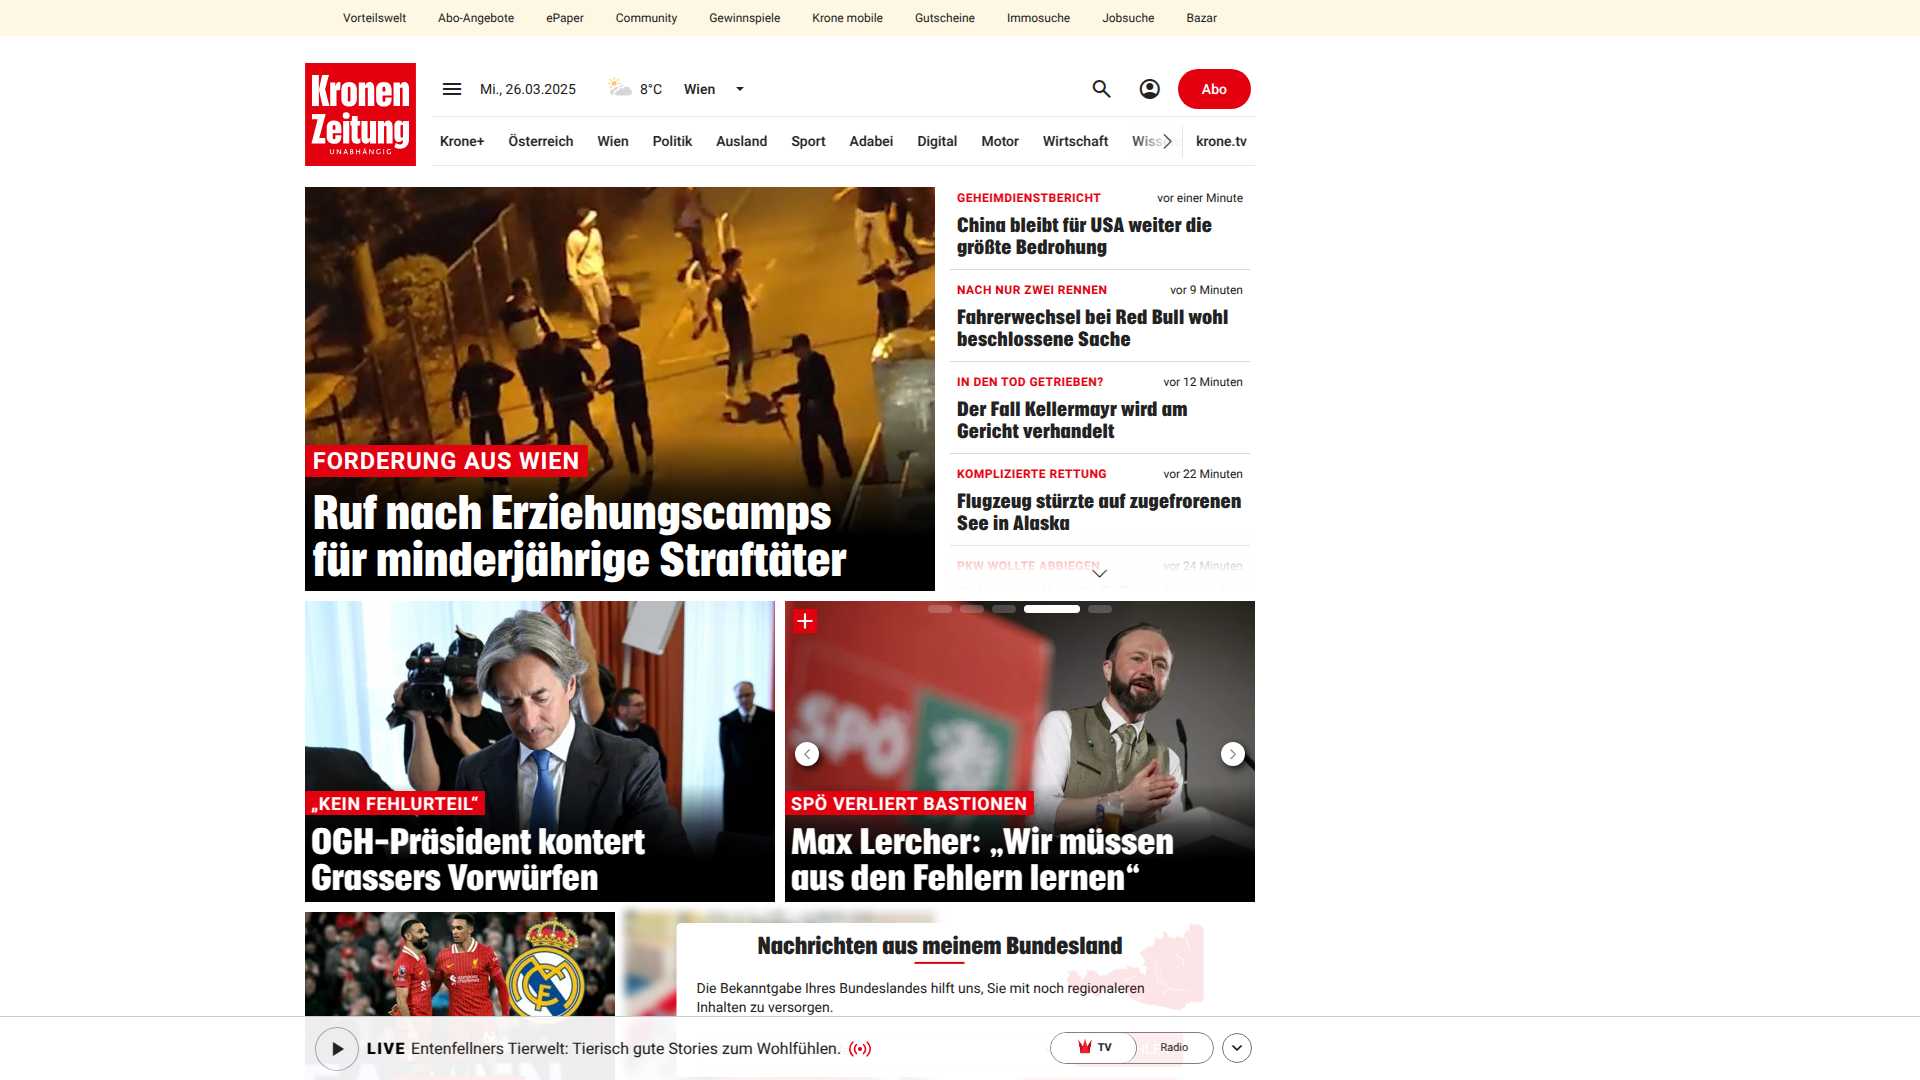 Vorteilswelt Abo-Angebote ePaper Community Gewinnspiele Krone mobile Gutscheine Immosuche Jobsuche Bazar
Kronen
Zeitung
UNABHÄNGIG
Mi., 26.03.2025 8°C Wien Abo
Krone+ Österreich Wien Politik Ausland Sport Adabei Digital Motor Wirtschaft Wiss krone.tv
FORDERUNG AUS WIEN
Ruf nach Erziehungscamps
für minderjährige Straftäter
GEHEIMDIENSTBERICHT vor einer Minute
China bleibt für USA weiter die
größte Bedrohung
NACH NUR ZWEI RENNEN vor 9 Minuten
Fahrerwechsel bei Red Bull wohl
beschlossene Sache
IN DEN TOD GETRIEBEN? vor 12 Minuten
Der Fall Kellermayr wird am
Gericht verhandelt
KOMPLIZIERTE RETTUNG vor 22 Minuten
Flugzeug stürzte auf zugefrorenen
See in Alaska
PKW WOLLTE ABBIEGEN vor 24 Minuten
„KEIN FEHLURTEIL“
OGH-Präsident kontert
Grassers Vorwürfen
SPÖ
SPÖ VERLIERT BASTIONEN
Max Lercher: „Wir müssen
aus den Fehlern lernen“
Nachrichten aus meinem Bundesland
Die Bekanntgabe Ihres Bundeslandes hilft uns, Sie mit noch regionaleren
Inhalten zu versorgen.
LIVE Entenfellners Tierwelt: Tierisch gute Stories zum Wohlfühlen. TV Radio